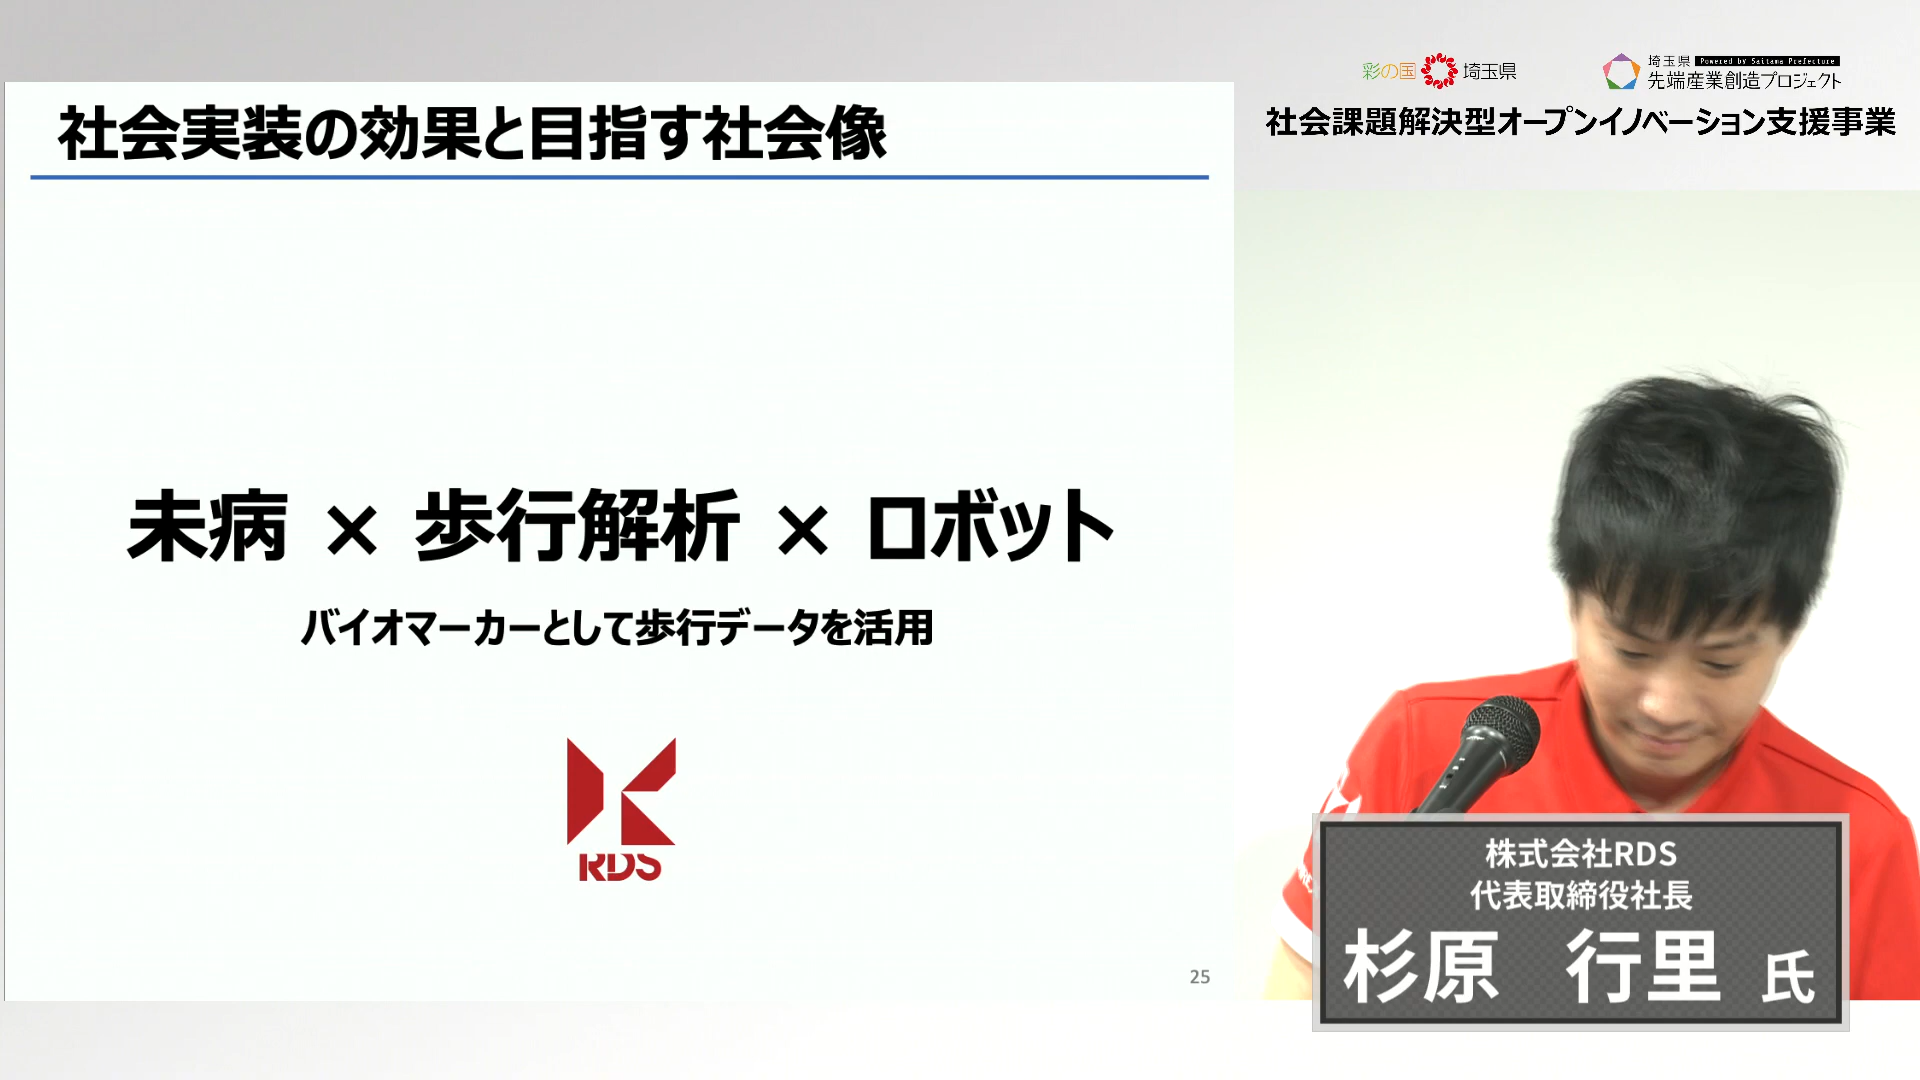 社会実装の効果と目指す社会像
未病 × 歩行解析 × ロボット
バイオマーカーとして歩行データを活用
RDS
25
彩の国 埼玉県
埼玉県 Powered by Saitama Prefecture
先端産業創造プロジェクト
社会課題解決型オープンイノベーション支援事業
株式会社RDS
代表取締役社長
杉原 行里 氏